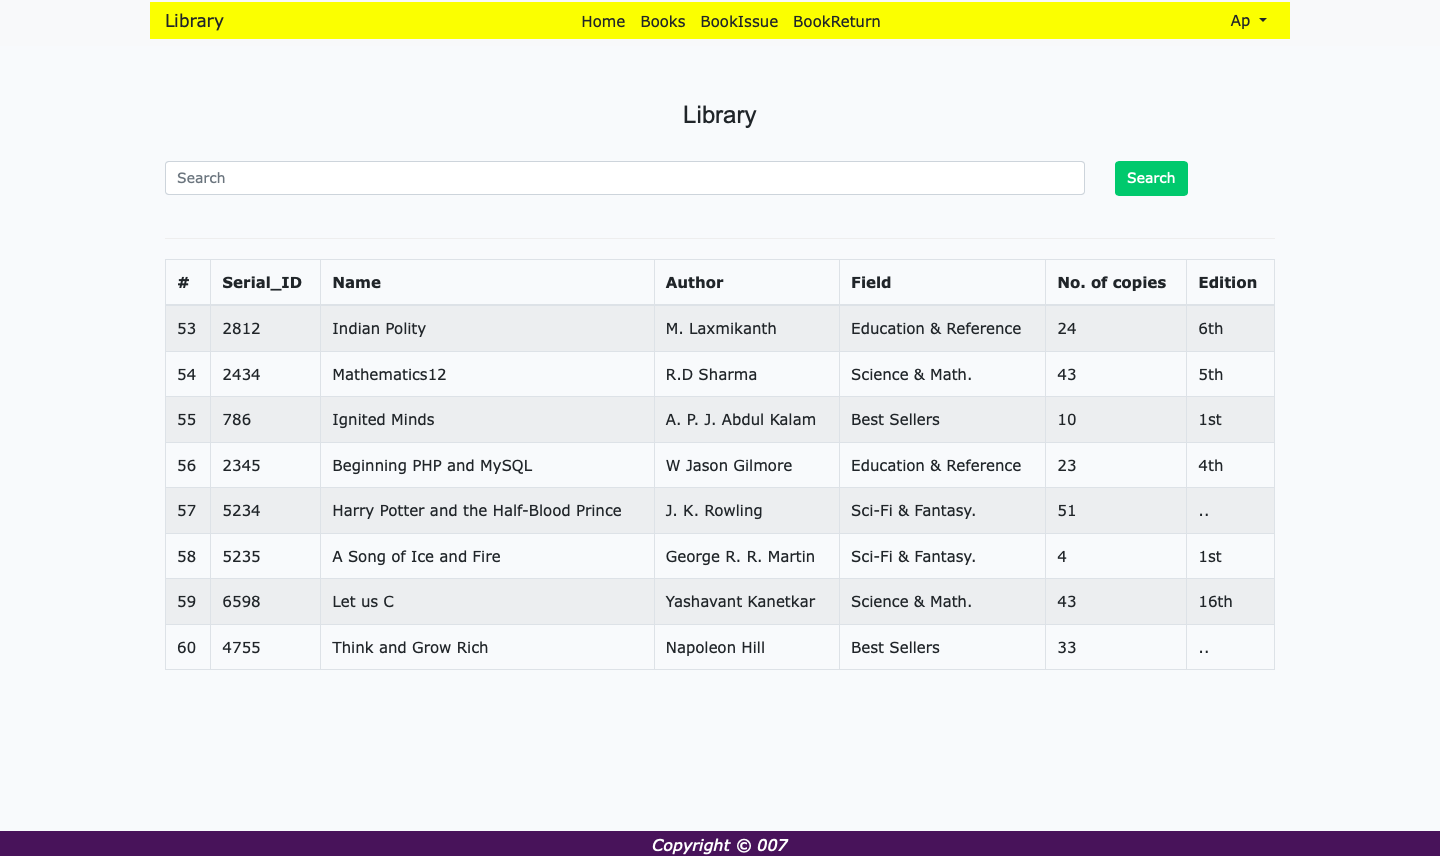 Library Home Books BookIssue BookReturn Ap
Library
Search Search
# Serial_ID Name Author Field No. of copies Edition
53 2812 Indian Polity M. Laxmikanth Education & Reference 24 6th
54 2434 Mathematics12 R.D Sharma Science & Math. 43 5th
55 786 Ignited Minds A. P. J. Abdul Kalam Best Sellers 10 1st
56 2345 Beginning PHP and MySQL W Jason Gilmore Education & Reference 23 4th
57 5234 Harry Potter and the Half-Blood Prince J. K. Rowling Sci-Fi & Fantasy. 51 ..
58 5235 A Song of Ice and Fire George R. R. Martin Sci-Fi & Fantasy. 4 1st
59 6598 Let us C Yashavant Kanetkar Science & Math. 43 16th
60 4755 Think and Grow Rich Napoleon Hill Best Sellers 33 ..
Copyright © 007